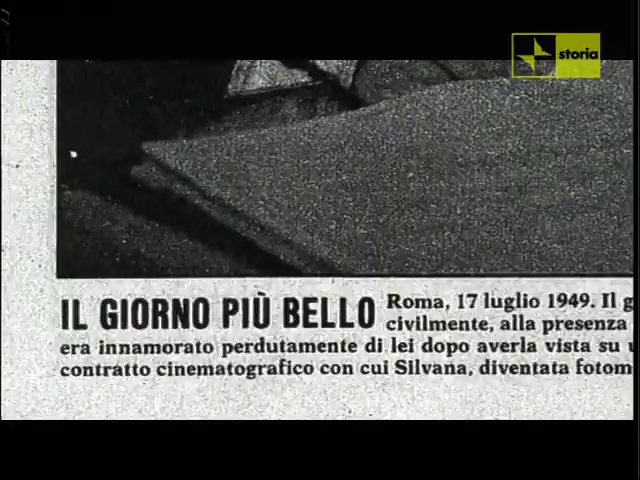 storia
IL GIORNO PIÙ BELLO Roma, 17 luglio 1949. Il
civilmente, alla presenza
era innamorato perdutamente di lei dopo averla vista su
contratto cinematografico con cui Silvana, diventata